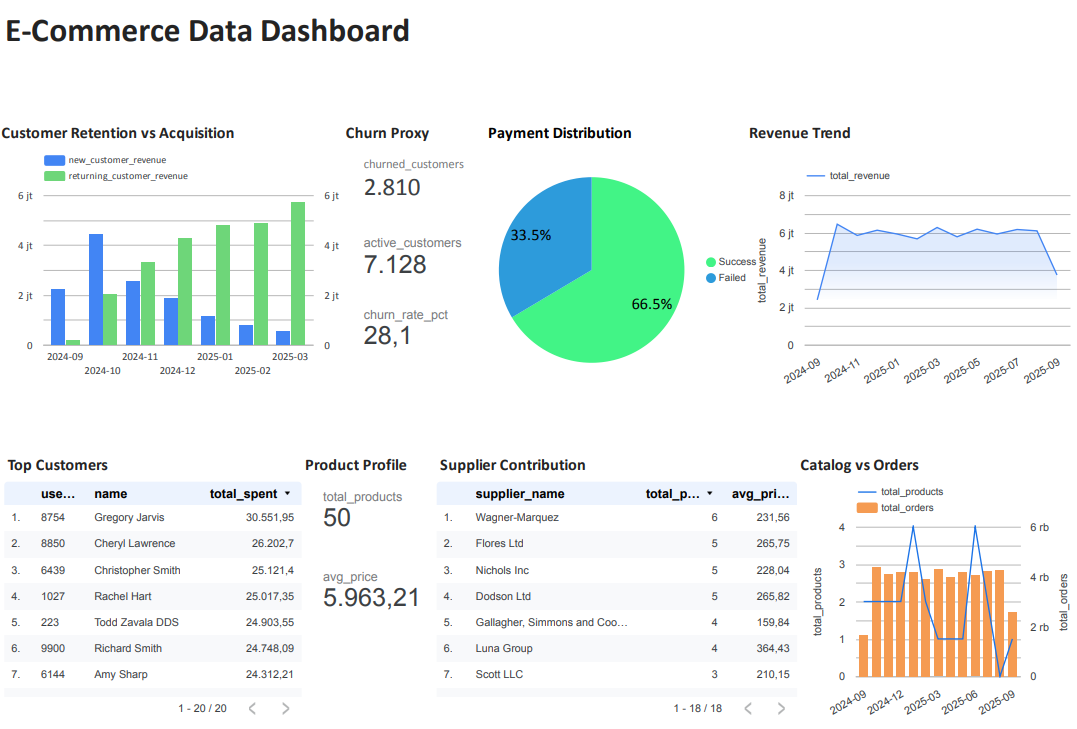 E-Commerce Data Dashboard
Customer Retention vs Acquisition
new_customer_revenue
returning_customer_revenue
6 jt
4 jt
2 jt
0
6 jt
4 jt
2 jt
0
2024-09
2024-10
2024-11
2024-12
2025-01
2025-02
2025-03
Churn Proxy
churned_customers
2.810
active_customers
7.128
churn_rate_pct
28,1
Payment Distribution
33.5%
66.5%
Success
Failed
Revenue Trend
total_revenue
total_revenue
8 jt
6 jt
4 jt
2 jt
0
2024-09
2024-11
2025-01
2025-03
2025-05
2025-07
2025-09
Top Customers
use... name total_spent
1. 8754 Gregory Jarvis 30.551,95
2. 8850 Cheryl Lawrence 26.202,7
3. 6439 Christopher Smith 25.121,4
4. 1027 Rachel Hart 25.017,35
5. 223 Todd Zavala DDS 24.903,55
6. 9900 Richard Smith 24.748,09
7. 6144 Amy Sharp 24.312,21
1 - 20 / 20
Product Profile
total_products
50
avg_price
5.963,21
Supplier Contribution
supplier_name total_p... avg_pri...
1. Wagner-Marquez 6 231,56
2. Flores Ltd 5 265,75
3. Nichols Inc 5 228,04
4. Dodson Ltd 5 265,82
5. Gallagher, Simmons and Coo... 4 159,84
6. Luna Group 4 364,43
7. Scott LLC 3 210,15
1 - 18 / 18
Catalog vs Orders
total_products
total_orders
total_products
4
3
2
1
0
6 rb
4 rb
2 rb
0
total_orders
2024-09
2024-12
2025-03
2025-06
2025-09